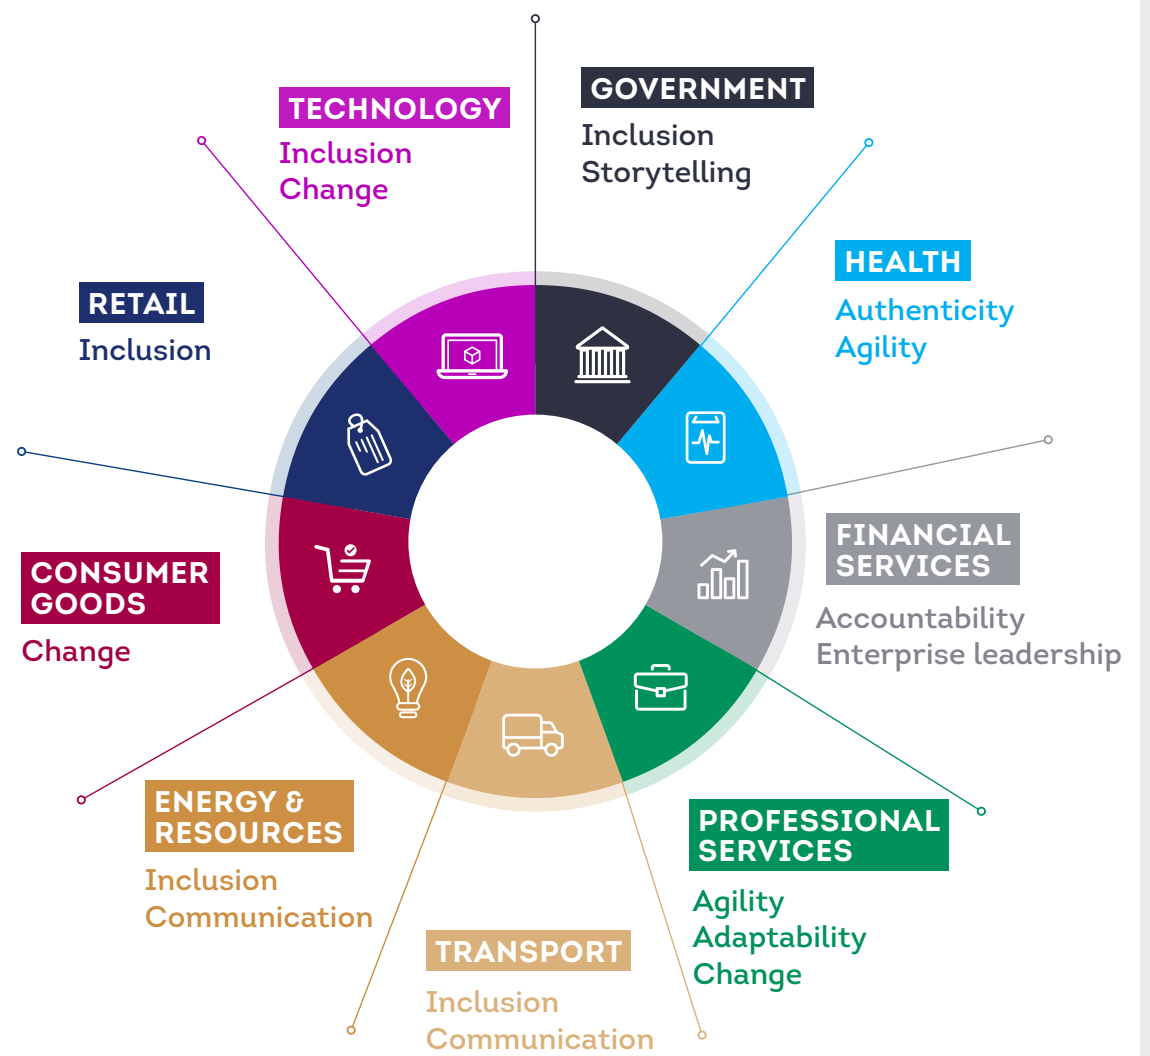 TECHNOLOGY
Inclusion
Change
GOVERNMENT
Inclusion
Storytelling
HEALTH
Authenticity
Agility
RETAIL
Inclusion
FINANCIAL
SERVICES
Accountability
Enterprise leadership
CONSUMER
GOODS
Change
PROFESSIONAL
SERVICES
Agility
Adaptability
Change
ENERGY &
RESOURCES
Inclusion
Communication
TRANSPORT
Inclusion
Communication